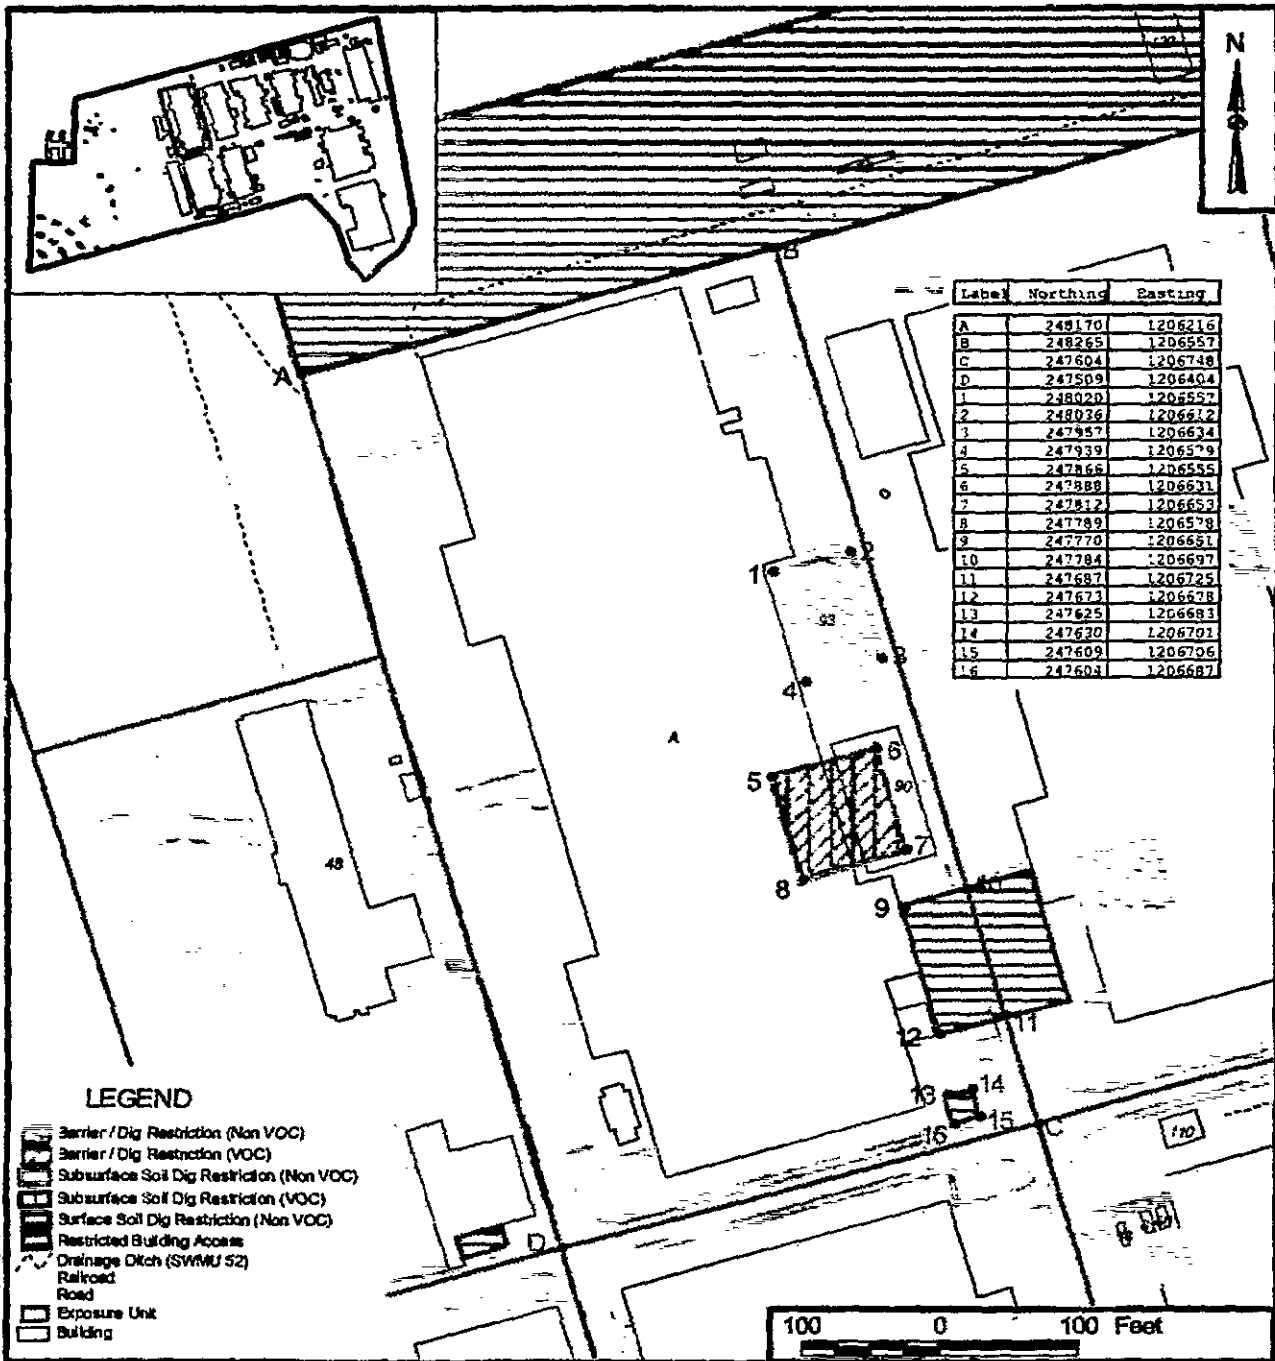 N
B
Label Northing Easting
A 248170 1206216
B 248265 1206557
C 247604 1206748
D 247509 1206404
1 248020 1206557
2 248036 1206612
3 247957 1206634
4 247939 1206579
5 247866 1206555
6 247888 1206631
7 247812 1206653
8 247789 1206578
9 247770 1206651
10 247784 1206697
11 247687 1206725
12 247673 1206678
13 247625 1206683
14 247630 1206701
15 247609 1206706
16 247604 1206687
A
2
1
93
3
4
A
6
5
90
7
48
8
10
9
11
12
14
13
15
16
C
170
D
LEGEND
Barrier / Dig Restriction (Non VOC)
Barrier / Dig Restriction (VOC)
Subsurface Soil Dig Restriction (Non VOC)
Subsurface Soil Dig Restriction (VOC)
Surface Soil Dig Restriction (Non VOC)
Restricted Building Access
Drainage Ditch (SWMU 52)
Railroad
Road
Exposure Unit
Building
100 0 100 Feet